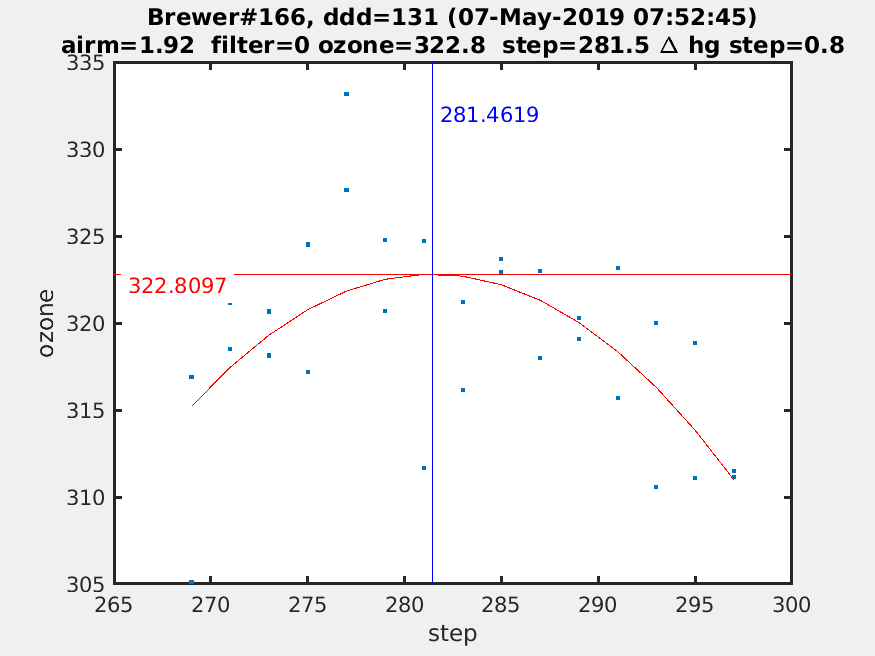 Brewer#166, ddd=131 (07-May-2019 07:52:45)
airm=1.92 filter=0 ozone=322.8 step=281.5 Δ hg step=0.8
335
281.4619
330
325
322.8097
320
315
310
305
ozone
265 270 275 280 285 290 295 300
step